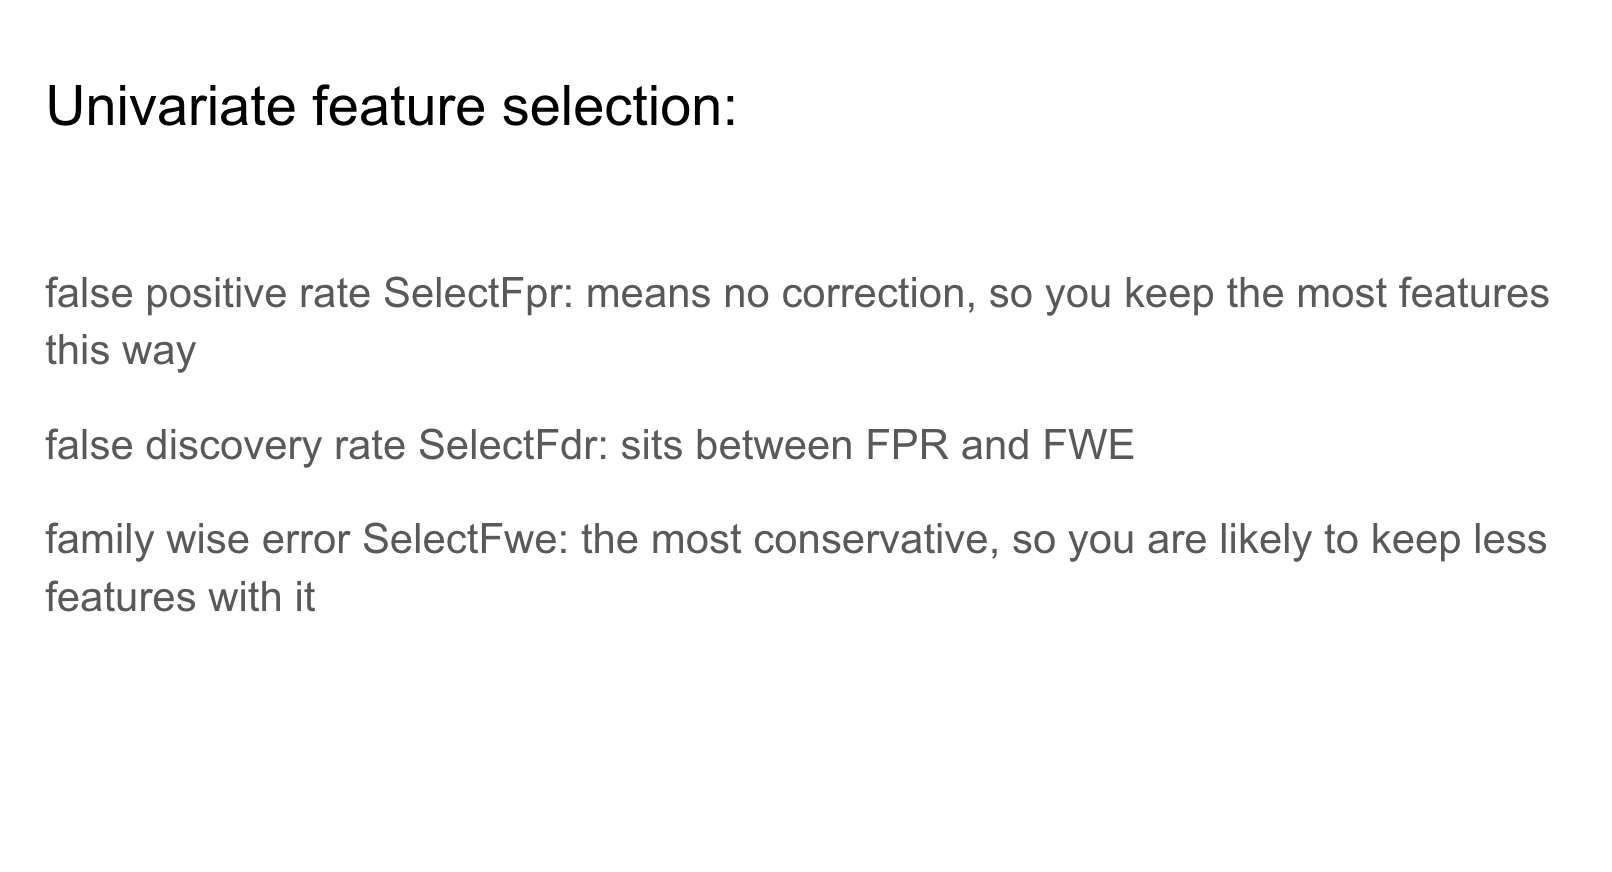 Univariate feature selection:
false positive rate SelectFpr: means no correction, so you keep the most features
this way
false discovery rate SelectFdr: sits between FPR and FWE
family wise error SelectFwe: the most conservative, so you are likely to keep less
features with it